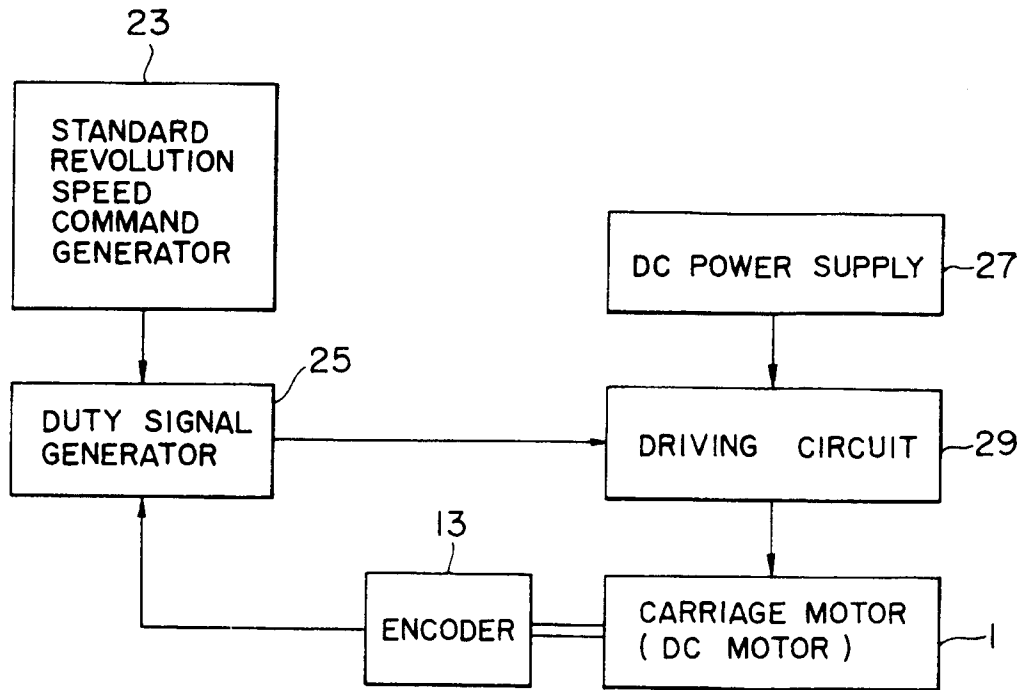 23
STANDARD
REVOLUTION
SPEED
COMMAND
GENERATOR
DC POWER SUPPLY
27
25
DUTY SIGNAL
GENERATOR
DRIVING CIRCUIT
29
13
ENCODER
CARRIAGE MOTOR
( DC MOTOR )
1